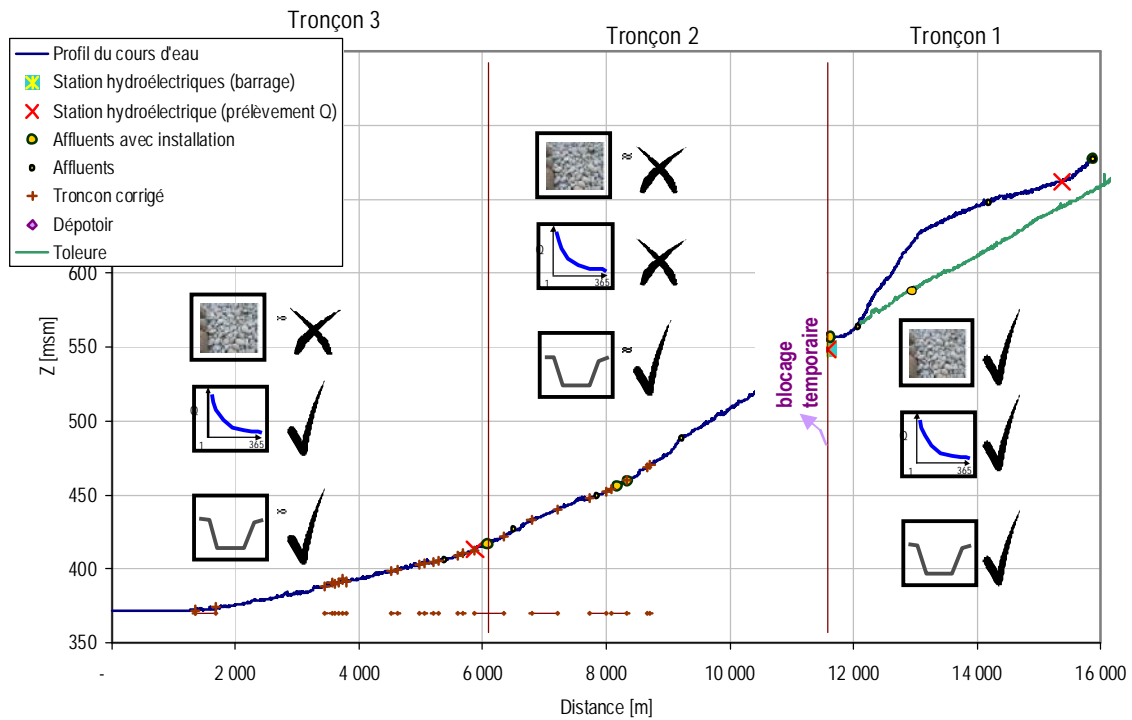 Tronçon 3
Tronçon 2
Tronçon 1
Profil du cours d'eau
Station hydroélectriques (barrage)
Station hydroélectrique (prélèvement Q)
Affluents avec installation
Affluents
Troncon corrigé
Dépotoir
Toleure
≈
Q
1
365
≈
600
550
500
450
400
350
Z [msm]
≈
Q
1
365
≈
blocage
temporaire
Q
1
365
-
2 000
4 000
6 000
8 000
10 000
12 000
14 000
16 000
Distance [m]